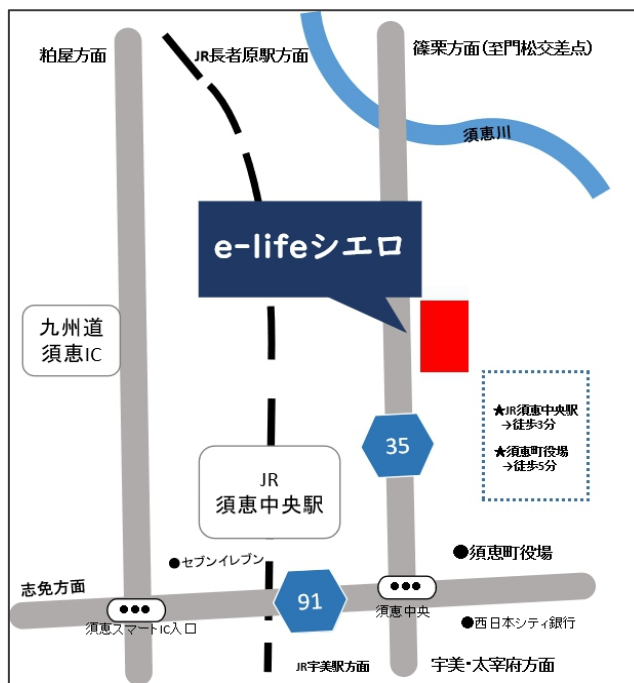 粕屋方面
JR長者原駅方面
篠栗方面(至門松交差点)
須恵川
e-lifeシエロ
九州道
須恵IC
★JR須恵中央駅
→徒歩3分
★須恵町役場
→徒歩5分
35
JR
須恵中央駅
●須恵町役場
●セブンイレブン
志免方面
91
須恵中央
須恵スマートIC入口
●西日本シティ銀行
JR宇美駅方面
宇美・太宰府方面